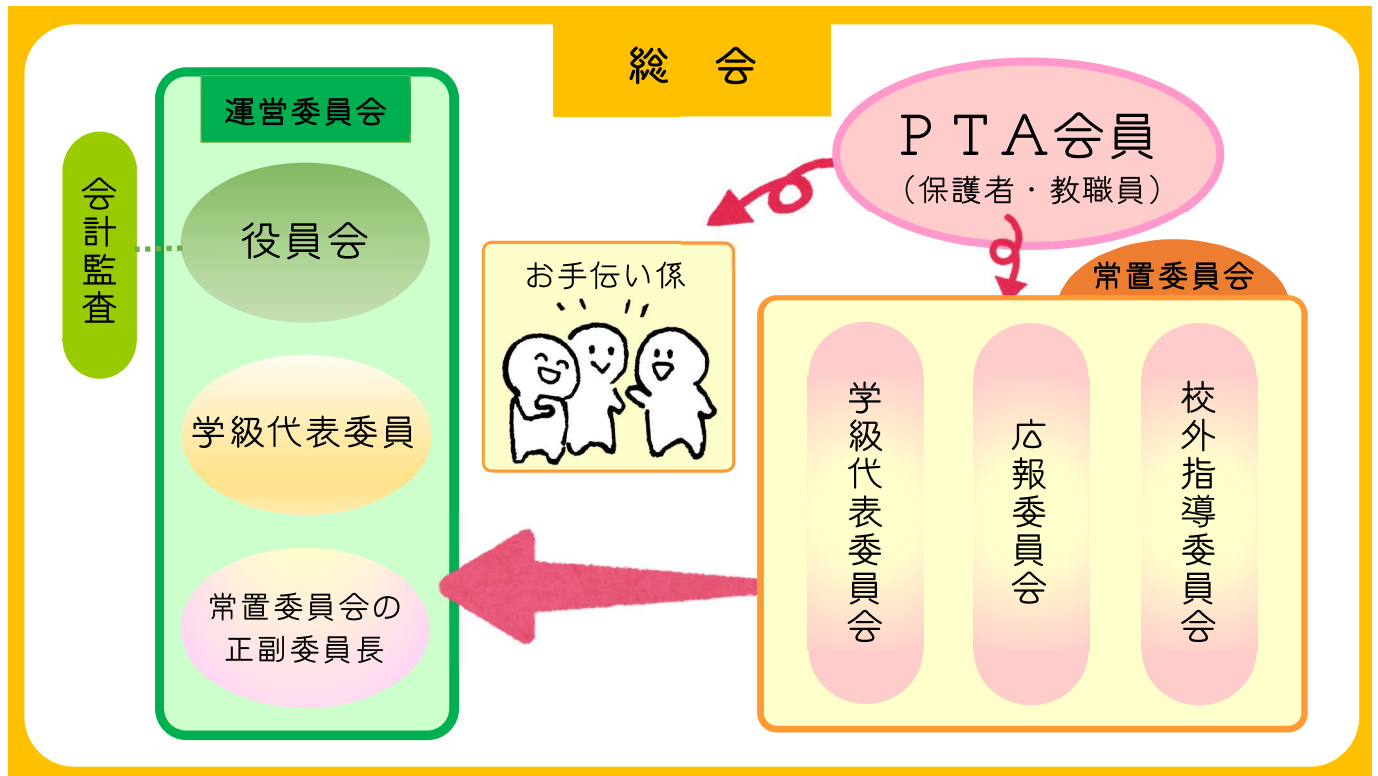 総　会
運営委員会
会計監査
役員会
学級代表委員
常置委員会の
正副委員長
お手伝い係
ＰＴＡ会員
（保護者・教職員）
常置委員会
学級代表委員会
広報委員会
校外指導委員会